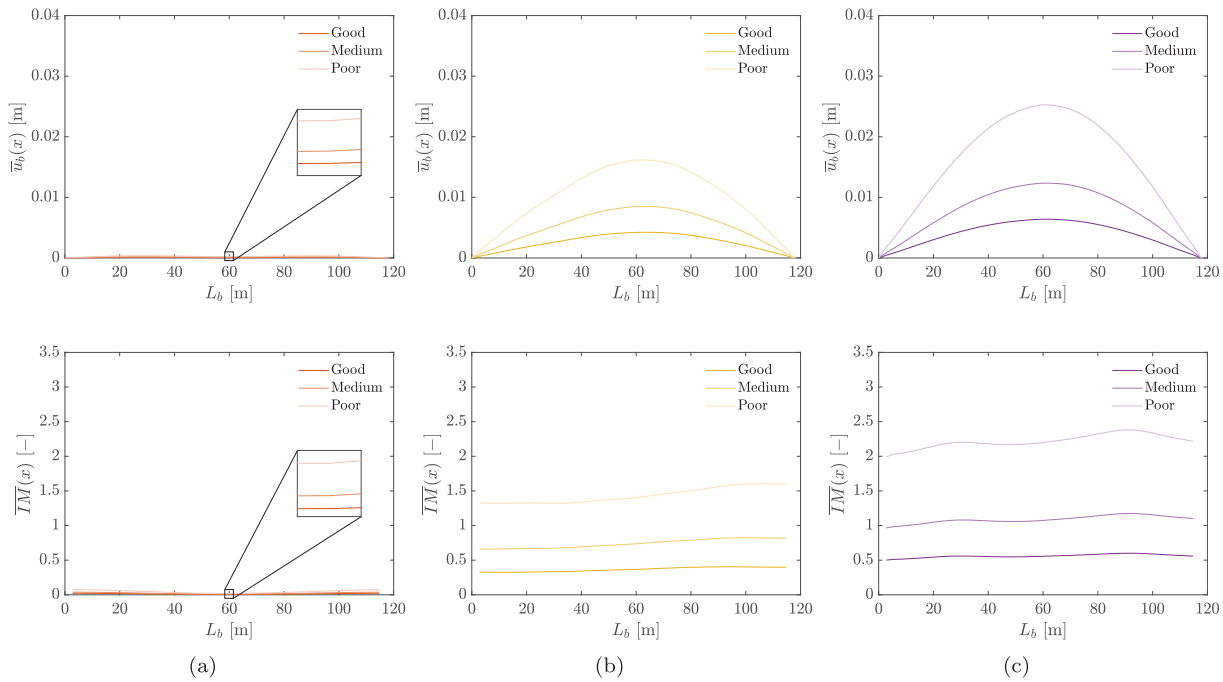 0.04
0.03
0.02
0.01
0
u̅_b(x) [m]
Good
Medium
Poor
0 20 40 60 80 100 120
L_b [m]
0.04
0.03
0.02
0.01
0
u̅_b(x) [m]
Good
Medium
Poor
0 20 40 60 80 100 120
L_b [m]
0.04
0.03
0.02
0.01
0
u̅_b(x) [m]
Good
Medium
Poor
0 20 40 60 80 100 120
L_b [m]
3.5
3
2.5
2
1.5
1
0.5
0
I̅M̅(x) [−]
Good
Medium
Poor
0 20 40 60 80 100 120
L_b [m]
(a)
3.5
3
2.5
2
1.5
1
0.5
0
I̅M̅(x) [−]
Good
Medium
Poor
0 20 40 60 80 100 120
L_b [m]
(b)
3.5
3
2.5
2
1.5
1
0.5
0
I̅M̅(x) [−]
Good
Medium
Poor
0 20 40 60 80 100 120
L_b [m]
(c)